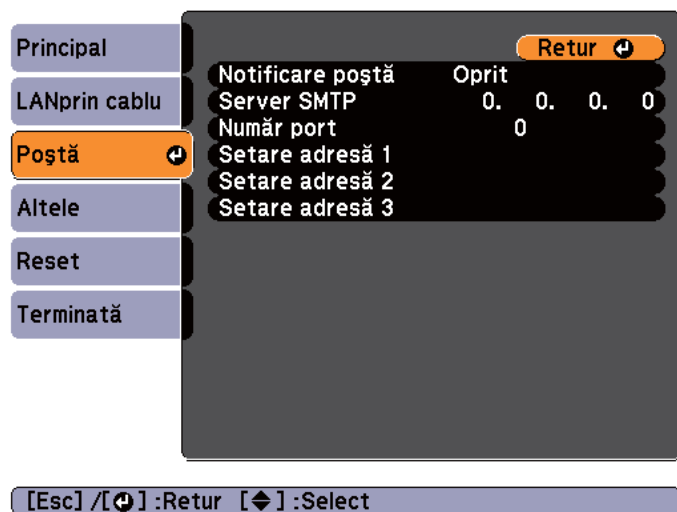 Principal
LANprin cablu
Poştă
Altele
Reset
Terminată
Retur
Notificare poştă Oprit
Server SMTP 0. 0. 0. 0
Număr port 0
Setare adresă 1
Setare adresă 2
Setare adresă 3
[Esc] /[ ] :Retur [ ] :Select